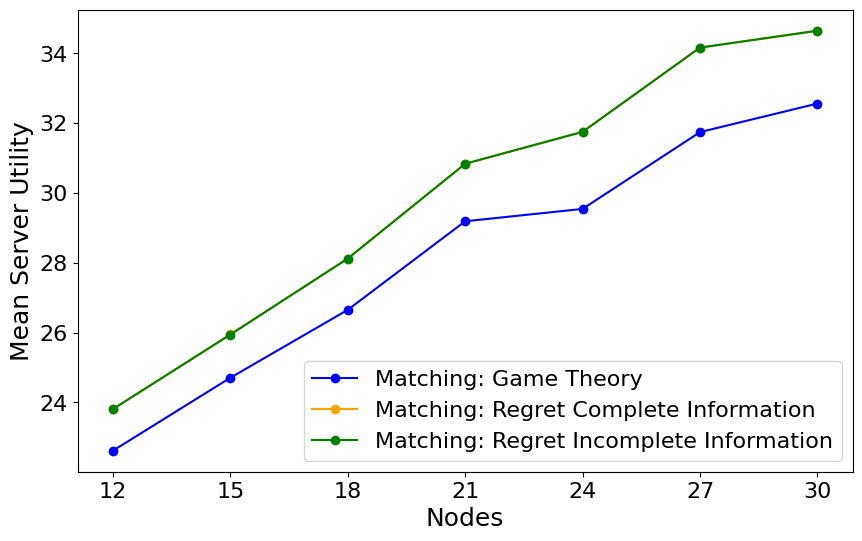 34
32
30
28
26
24
Mean Server Utility
Matching: Game Theory
Matching: Regret Complete Information
Matching: Regret Incomplete Information
12 15 18 21 24 27 30
Nodes